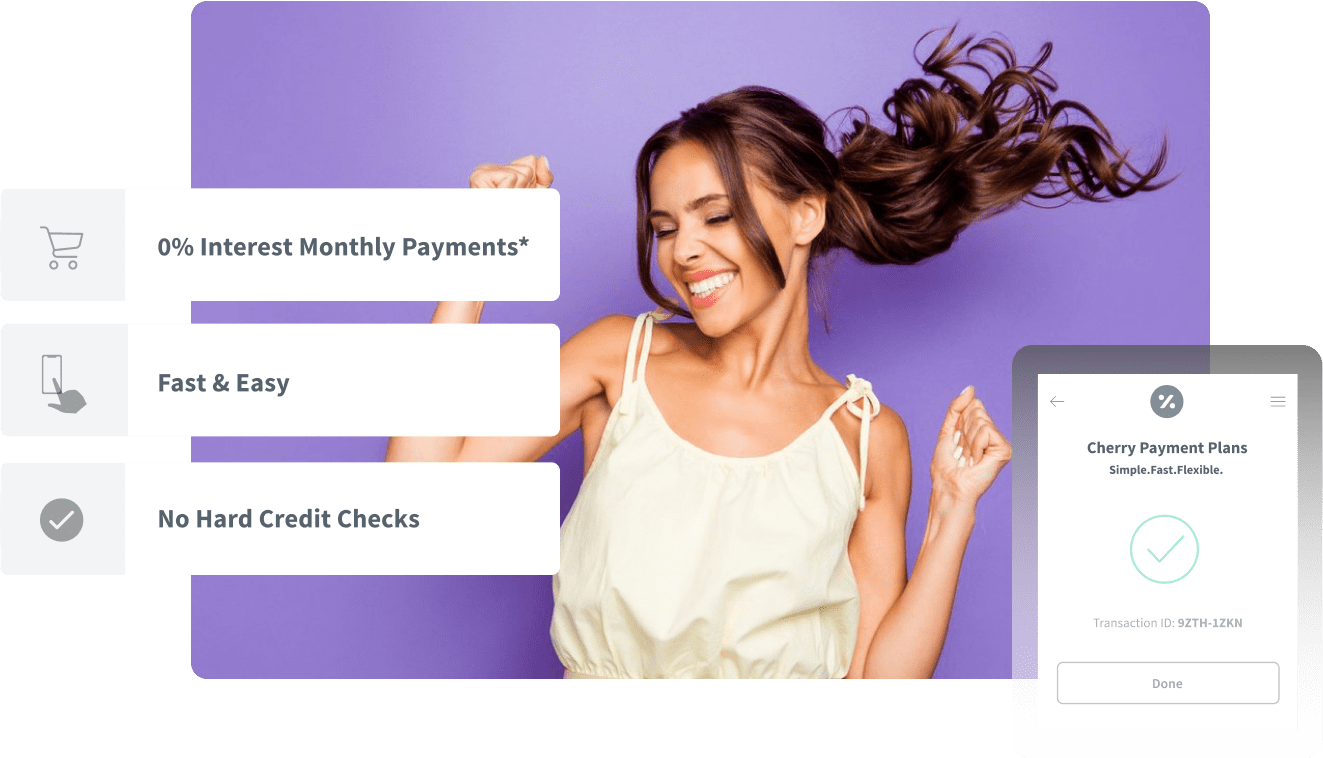 0% Interest Monthly Payments*
Fast & Easy
No Hard Credit Checks
%
Cherry Payment Plans
Simple.Fast.Flexible.
Transaction ID: 9ZTH-1ZKN
Done